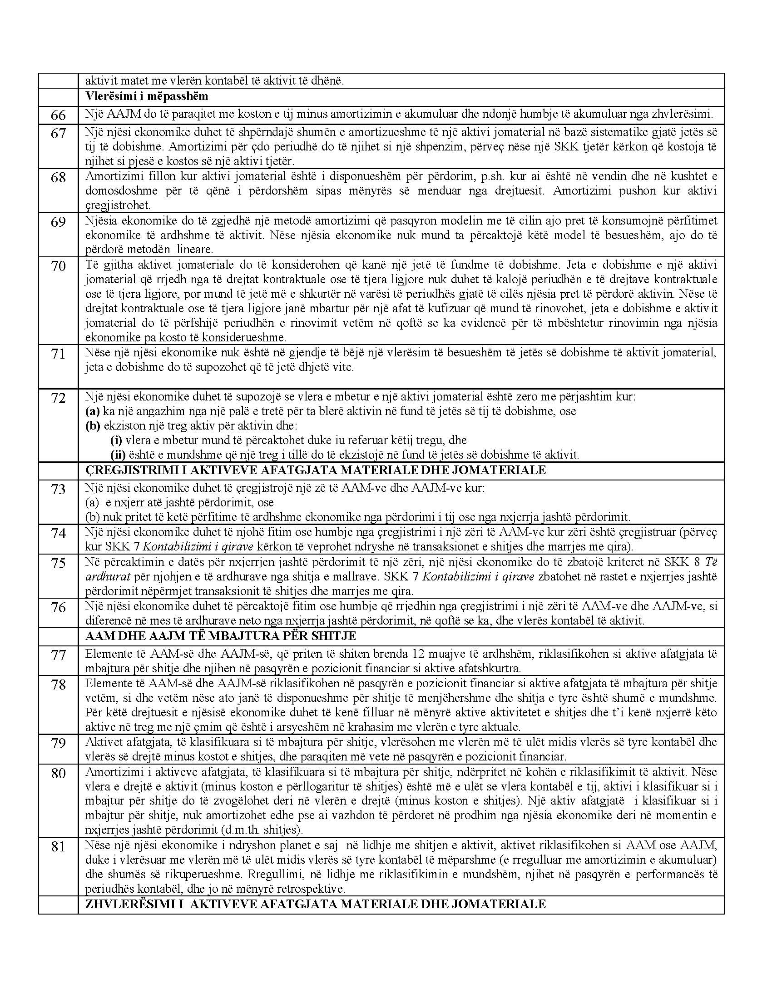 aktivit matet me vlerën kontabël të aktivit të dhënë.
Vlerësimi i mëpasshëm
66 Një AAJM do të paraqitet me koston e tij minus amortizimin e akumuluar dhe ndonjë humbje të akumuluar nga zhvlerësimi.
67 Një njësi ekonomike duhet të shpërndajë shumën e amortizueshme të një aktivi jomaterial në bazë sistematike gjatë jetës së
tij të dobishme. Amortizimi për çdo periudhë do të njihet si një shpenzim, përveç nëse një SKK tjetër kërkon që kostoja të
njihet si pjesë e kostos së një aktivi tjetër.
68 Amortizimi fillon kur aktivi jomaterial është i disponueshëm për përdorim, p.sh. kur ai është në vendin dhe në kushtet e
domosdoshme për të qënë i përdorshëm sipas mënyrës së menduar nga drejtuesit. Amortizimi pushon kur aktivi
çregjistrohet.
69 Njësia ekonomike do të zgjedhë një metodë amortizimi që pasqyron modelin me të cilin ajo pret të konsumojnë përfitimet
ekonomike të ardhshme të aktivit. Nëse njësia ekonomike nuk mund ta përcaktojë këtë model të besueshëm, ajo do të
përdorë metodën  lineare.
70 Të gjitha aktivet jomateriale do të konsiderohen që kanë një jetë të fundme të dobishme. Jeta e dobishme e një aktivi
jomaterial që rrjedh nga të drejtat kontraktuale ose të tjera ligjore nuk duhet të kalojë periudhën e të drejtave kontraktuale
ose të tjera ligjore, por mund të jetë më e shkurtër në varësi të periudhës gjatë të cilës njësia pret të përdorë aktivin. Nëse të
drejtat kontraktuale ose të tjera ligjore janë mbartur për një afat të kufizuar që mund të rinovohet, jeta e dobishme e aktivit
jomaterial do të përfshijë periudhën e rinovimit vetëm në qoftë se ka evidencë për të mbështetur rinovimin nga njësia
ekonomike pa kosto të konsiderueshme.
71 Nëse një njësi ekonomike nuk është në gjendje të bëjë një vlerësim të besueshëm të jetës së dobishme të aktivit jomaterial,
jeta e dobishme do të supozohet që të jetë dhjetë vite.
72 Një njësi ekonomike duhet të supozojë se vlera e mbetur e një aktivi jomaterial është zero me përjashtim kur:
(a) ka një angazhim nga një palë e tretë për ta blerë aktivin në fund të jetës së tij të dobishme, ose
(b) ekziston një treg aktiv për aktivin dhe:
(i) vlera e mbetur mund të përcaktohet duke iu referuar këtij tregu, dhe
(ii) është e mundshme që një treg i tillë do të ekzistojë në fund të jetës së dobishme të aktivit.
ÇREGJISTRIMI I AKTIVEVE AFATGJATA MATERIALE DHE JOMATERIALE
73 Një njësi ekonomike duhet të çregjistrojë një zë të AAM-ve dhe AAJM-ve kur:
(a)  e nxjerr atë jashtë përdorimit, ose
(b) nuk pritet të ketë përfitime të ardhshme ekonomike nga përdorimi i tij ose nga nxjerrja jashtë përdorimit.
74 Një njësi ekonomike duhet të njohë fitim ose humbje nga çregjistrimi i një zëri të AAM-ve kur zëri është çregjistruar (përveç
kur SKK 7 Kontabilizimi i qirave kërkon të veprohet ndryshe në transaksionet e shitjes dhe marrjes me qira).
75 Në përcaktimin e datës për nxjerrjen jashtë përdorimit të një zëri, një njësi ekonomike do të zbatojë kriteret në SKK 8 Të
ardhurat për njohjen e të ardhurave nga shitja e mallrave. SKK 7 Kontabilizimi i qirave zbatohet në rastet e nxjerrjes jashtë
përdorimit nëpërmjet transaksionit të shitjes dhe marrjes me qira.
76 Një njësi ekonomike duhet të përcaktojë fitim ose humbje që rrjedhin nga çregjistrimi i një zëri të AAM-ve dhe AAJM-ve, si
diferencë në mes të ardhurave neto nga nxjerrja jashtë përdorimit, në qoftë se ka, dhe vlerës kontabël të aktivit.
AAM DHE AAJM TË MBAJTURA PËR SHITJE
77 Elemente të AAM-së dhe AAJM-së, që priten të shiten brenda 12 muajve të ardhshëm, riklasifikohen si aktive afatgjata të
mbajtura për shitje dhe njihen në pasqyrën e pozicionit financiar si aktive afatshkurtra.
78 Elemente të AAM-së dhe AAJM-së riklasifikohen në pasqyrën e pozicionit financiar si aktive afatgjata të mbajtura për shitje
vetëm, si dhe vetëm nëse ato janë të disponueshme për shitje të menjëhershme dhe shitja e tyre është shumë e mundshme.
Për këtë drejtuesit e njësisë ekonomike duhet të kenë filluar në mënyrë aktive aktivitetet e shitjes dhe t’i kenë nxjerrë këto
aktive në treg me një çmim që është i arsyeshëm në krahasim me vlerën e tyre aktuale.
79 Aktivet afatgjata, të klasifikuara si të mbajtura për shitje, vlerësohen me vlerën më të ulët midis vlerës së tyre kontabël dhe
vlerës së drejtë minus kostot e shitjes, dhe paraqiten më vete në pasqyrën e pozicionit financiar.
80 Amortizimi i aktiveve afatgjata, të klasifikuara si të mbajtura për shitje, ndërpritet në kohën e riklasifikimit të aktivit. Nëse
vlera e drejtë e aktivit (minus koston e përllogaritur të shitjes) është më e ulët se vlera kontabël e tij, aktivi i klasifikuar si i
mbajtur për shitje do të zvogëlohet deri në vlerën e drejtë (minus koston e shitjes). Një aktiv afatgjatë  i klasifikuar si i
mbajtur për shitje, nuk amortizohet edhe pse ai vazhdon të përdoret në prodhim nga njësia ekonomike deri në momentin e
nxjerrjes jashtë përdorimit (d.m.th. shitjes).
81 Nëse një njësi ekonomike i ndryshon planet e saj  në lidhje me shitjen e aktivit, aktivet riklasifikohen si AAM ose AAJM,
duke i vlerësuar me vlerën më të ulët midis vlerës së tyre kontabël të mëparshme (e rregulluar me amortizimin e akumuluar)
dhe shumës së rikuperueshme. Rregullimi, në lidhje me riklasifikimin e mundshëm, njihet në pasqyrën e performancës të
periudhës kontabël, dhe jo në mënyrë retrospektive.
ZHVLERËSIMI I  AKTIVEVE AFATGJATA MATERIALE DHE JOMATERIALE